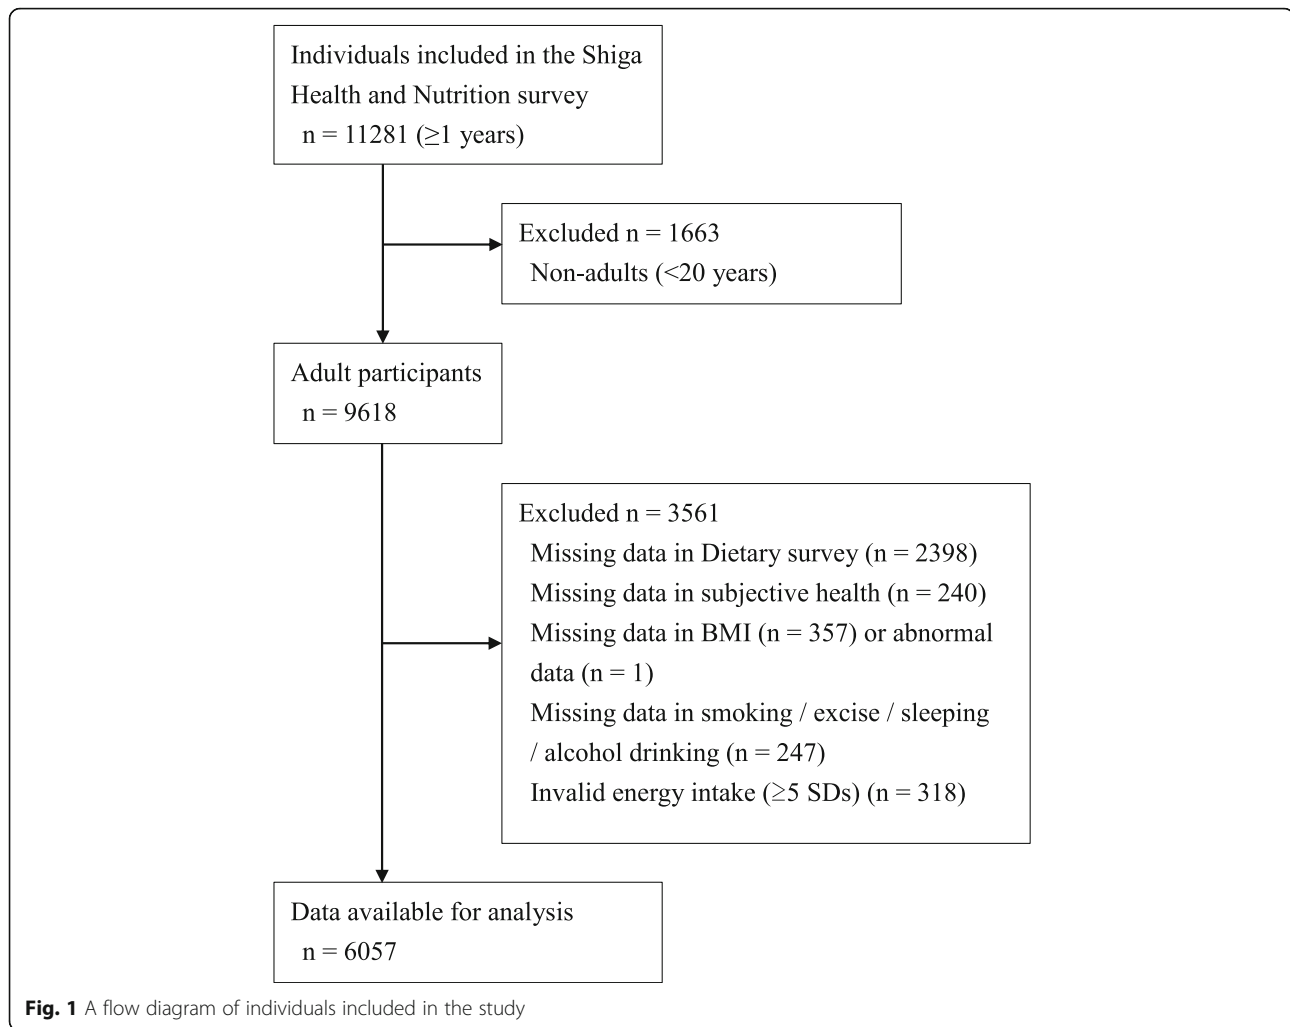 Individuals included in the Shiga
Health and Nutrition survey
n = 11281 (≥1 years)
Excluded n = 1663
Non-adults (<20 years)
Adult participants
n = 9618
Excluded n = 3561
Missing data in Dietary survey (n = 2398)
Missing data in subjective health (n = 240)
Missing data in BMI (n = 357) or abnormal
data (n = 1)
Missing data in smoking / excise / sleeping
/ alcohol drinking (n = 247)
Invalid energy intake (≥5 SDs) (n = 318)
Data available for analysis
n = 6057
Fig. 1 A flow diagram of individuals included in the study